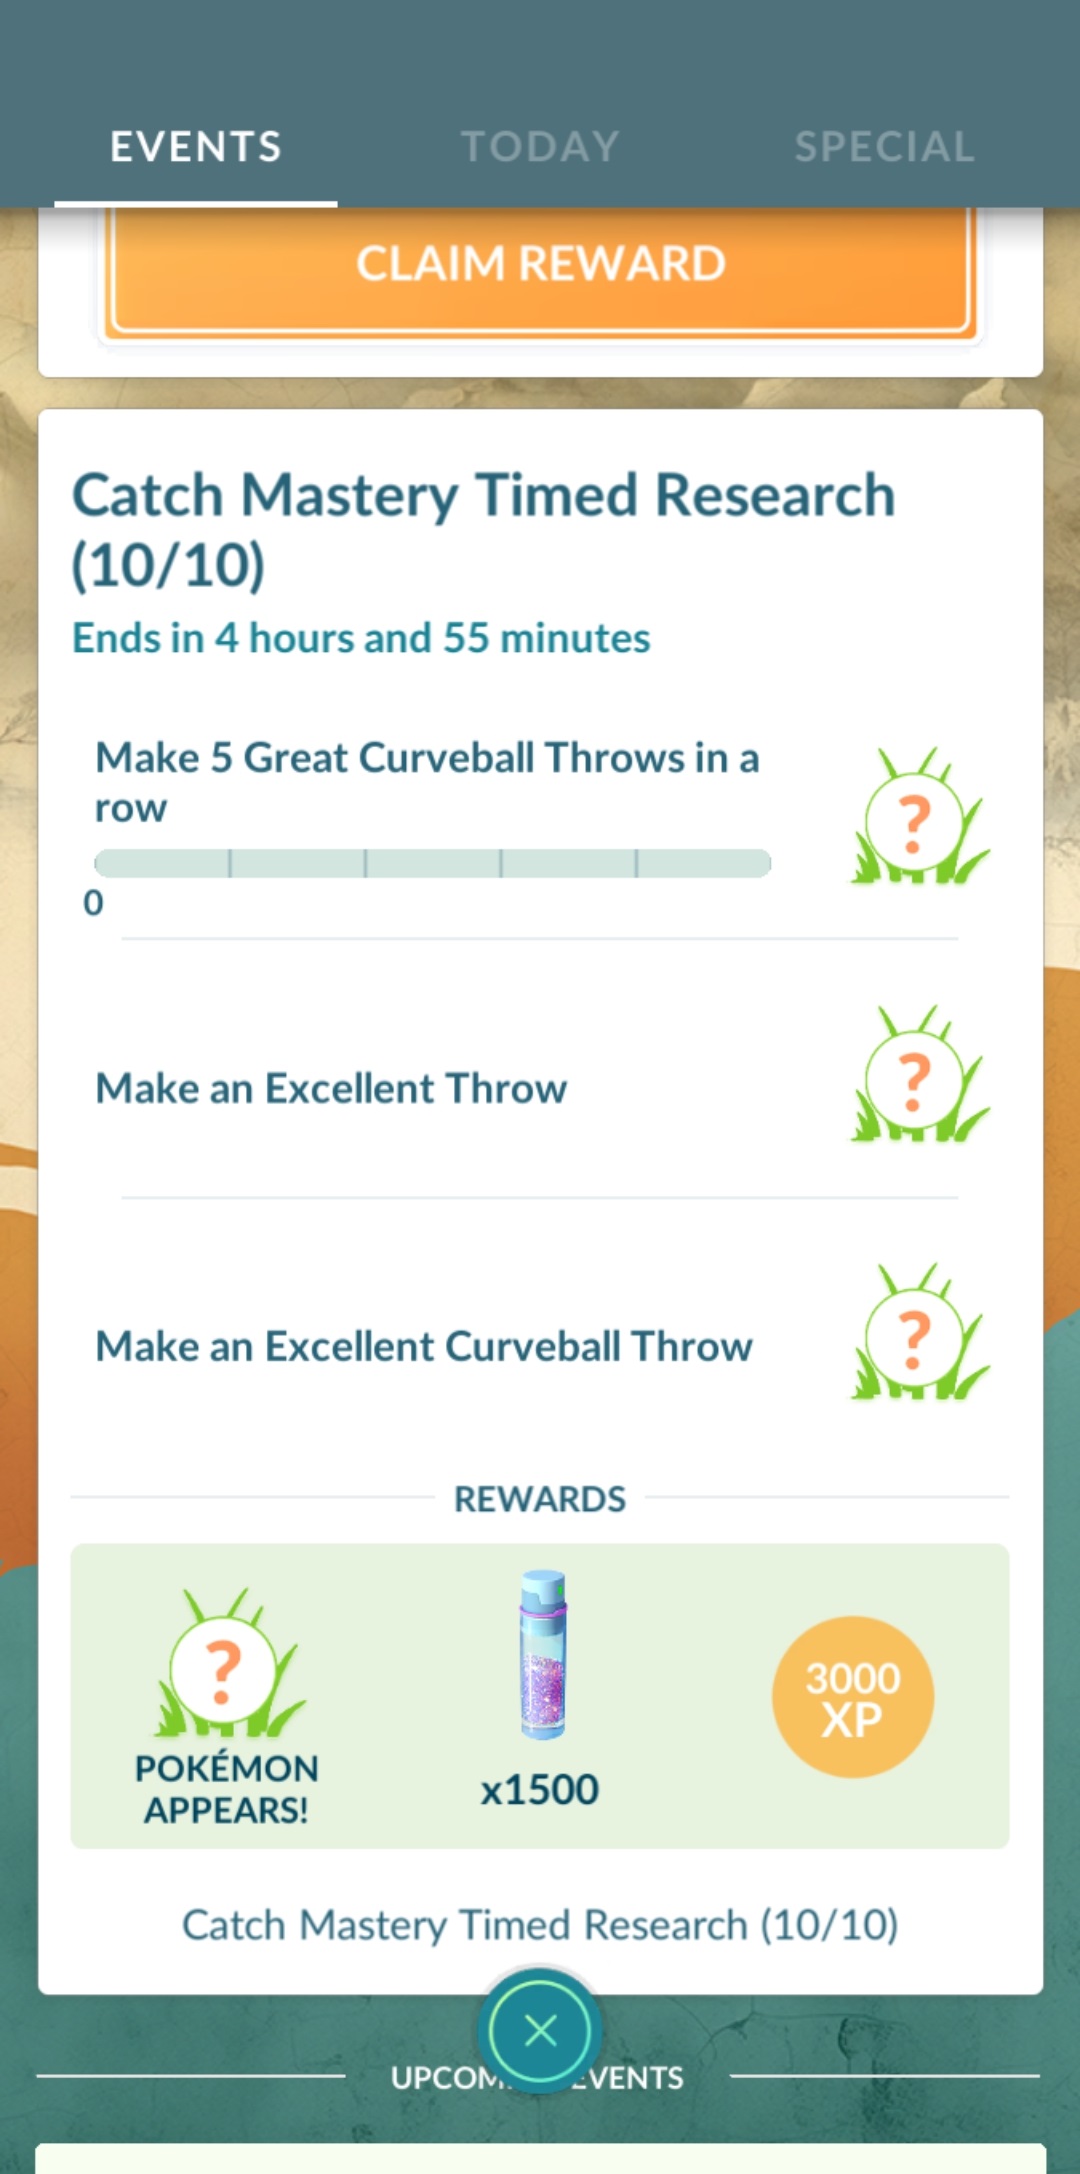 EVENTS TODAY SPECIAL
CLAIM REWARD
Catch Mastery Timed Research
(10/10)
Ends in 4 hours and 55 minutes
Make 5 Great Curveball Throws in a
row
?
0
Make an Excellent Throw
?
Make an Excellent Curveball Throw
?
REWARDS
?
POKÉMON
APPEARS!
x1500
3000
XP
Catch Mastery Timed Research (10/10)
EVENTS